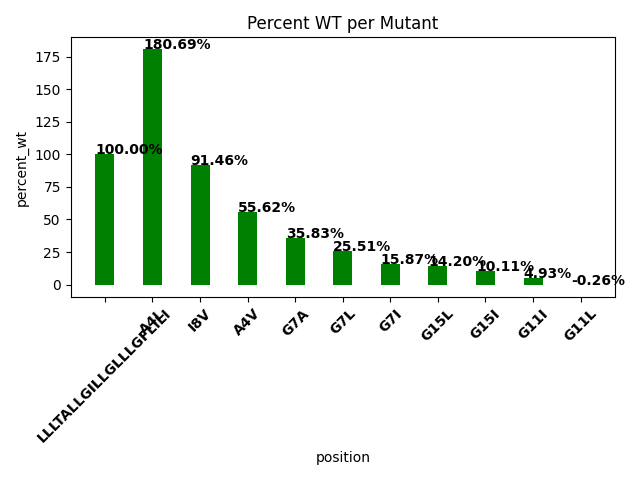 Percent WT per Mutant
percent_wt
175
150
125
100
75
50
25
0
100.00%
180.69%
91.46%
55.62%
35.83%
25.51%
15.87%
14.20%
10.11%
4.93%
-0.26%
LLLTALLGILLGLLLGPLILI
A4L
I8V
A4V
G7A
G7L
G7I
G15L
G15I
G11I
G11L
position